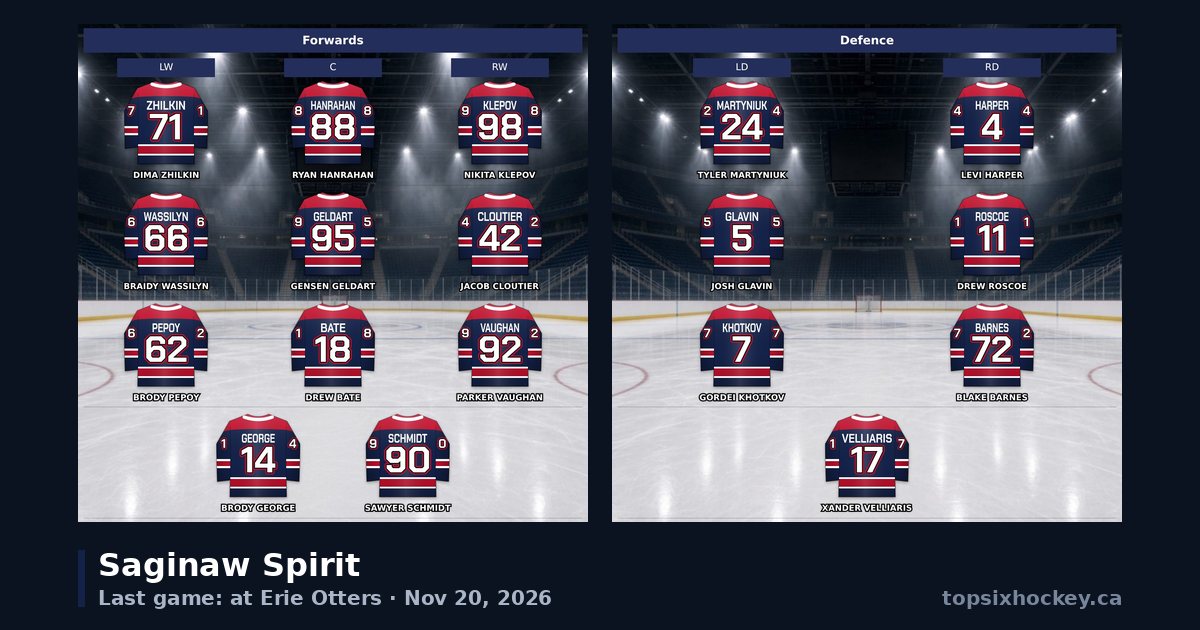 Forwards
LW C RW
7 ZHILKIN 1 8 HANRAHAN 8 9 KLEPOV 8
71 88 98
DIMA ZHILKIN RYAN HANRAHAN NIKITA KLEPOV
6 WASSILYN 6 9 GELDART 5 4 CLOUTIER 2
66 95 42
BRAIDY WASSILYN GENSEN GELDART JACOB CLOUTIER
6 PEPOY 2 1 BATE 8 9 VAUGHAN 2
62 18 92
BRODY PEPOY DREW BATE PARKER VAUGHAN
1 GEORGE 4 9 SCHMIDT 0
14 90
BRODY GEORGE SAWYER SCHMIDT
Defence
LD RD
2 MARTYNIUK 4 4 HARPER 4
24 4
TYLER MARTYNIUK LEVI HARPER
5 GLAVIN 5 1 ROSCOE 1
5 11
JOSH GLAVIN DREW ROSCOE
7 KHOTKOV 7 7 BARNES 2
7 72
GORDEI KHOTKOV BLAKE BARNES
1 VELLIARIS 7
17
XANDER VELLIARIS
Saginaw Spirit
Last game: at Erie Otters · Nov 20, 2026
topsixhockey.ca